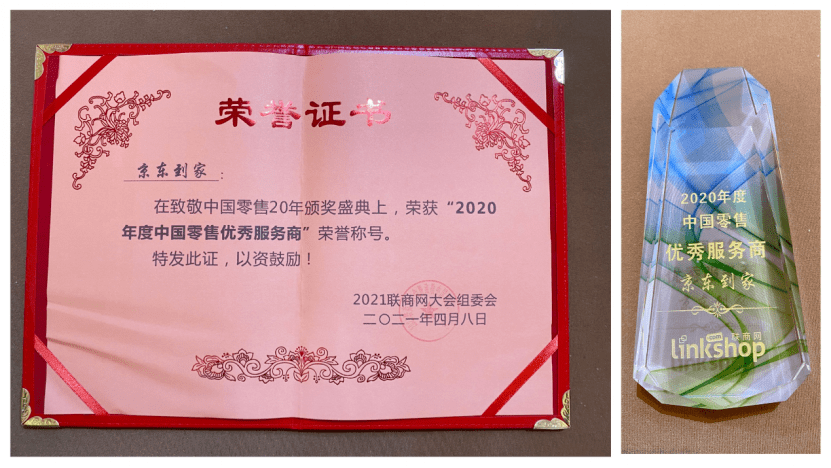 荣誉证书
京东到家：
在致敬中国零售20年颁奖盛典上，荣获“2020
年度中国零售优秀服务商”荣誉称号。
特发此证，以资鼓励！
2021联商网大会组委会
二〇二一年四月八日
2020年度
中国零售
优秀服务商
京东到家
联商网
linkshop.com